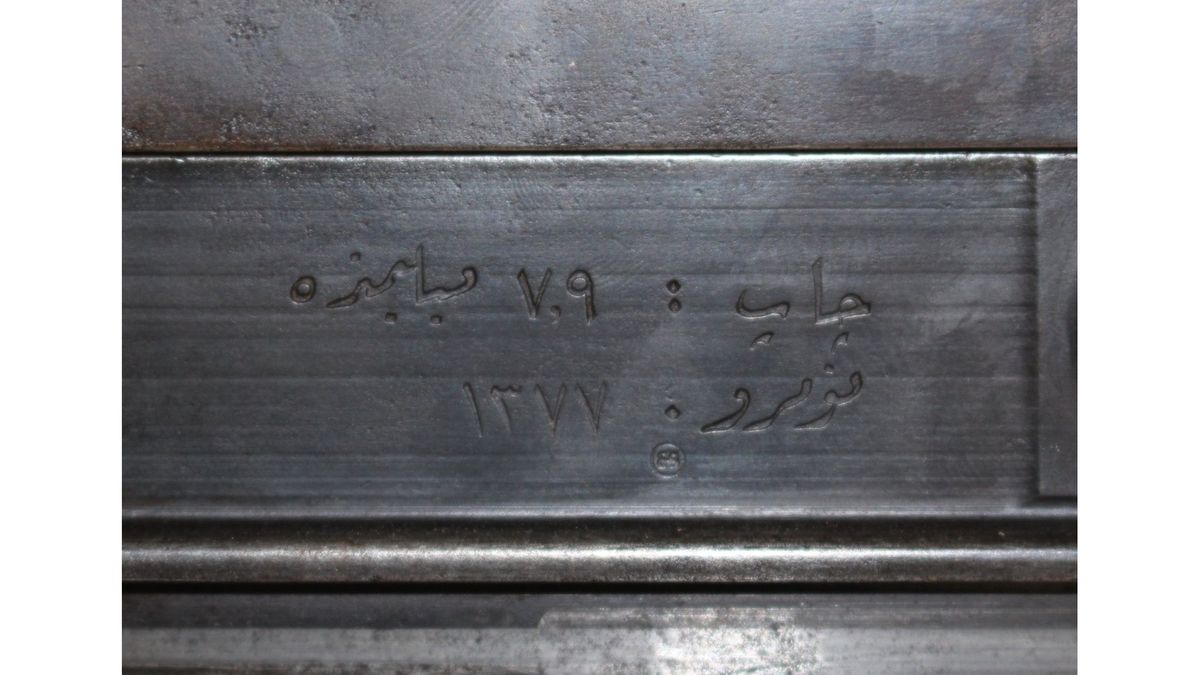 چاپ : ٧,٩ میلیمتره
نومرو : ١٣٧٧